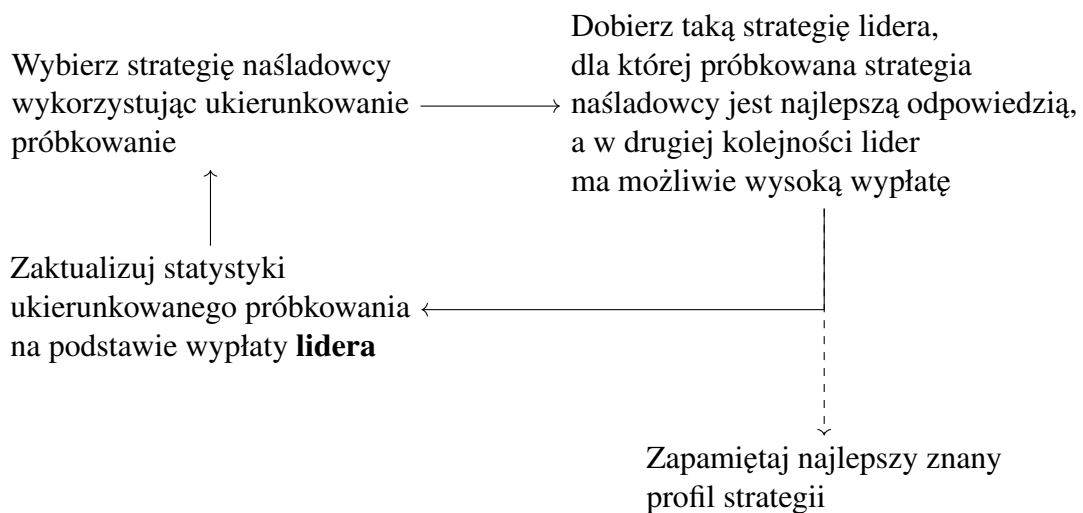 Wybierz strategię naśladowcy
wykorzystując ukierunkowanie
próbkowanie
Dobierz taką strategię lidera,
dla której próbkowana strategia
naśladowcy jest najlepszą odpowiedzią,
a w drugiej kolejności lider
ma możliwie wysoką wypłatę
Zaktualizuj statystyki
ukierunkowanego próbkowania
na podstawie wypłaty lidera
Zapamiętaj najlepszy znany
profil strategii